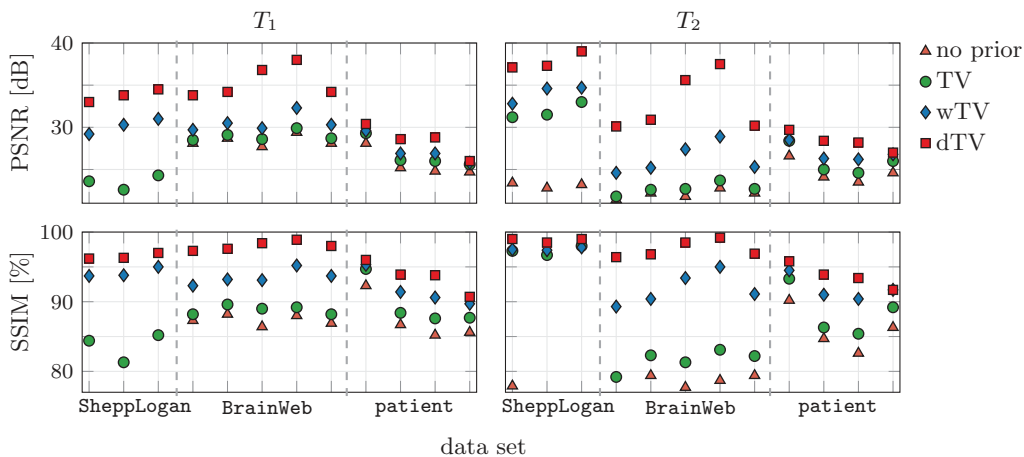 T1 T2
PSNR [dB]
40
30
no prior
TV
wTV
dTV
SSIM [%]
100
90
80
SheppLogan BrainWeb patient SheppLogan BrainWeb patient
data set